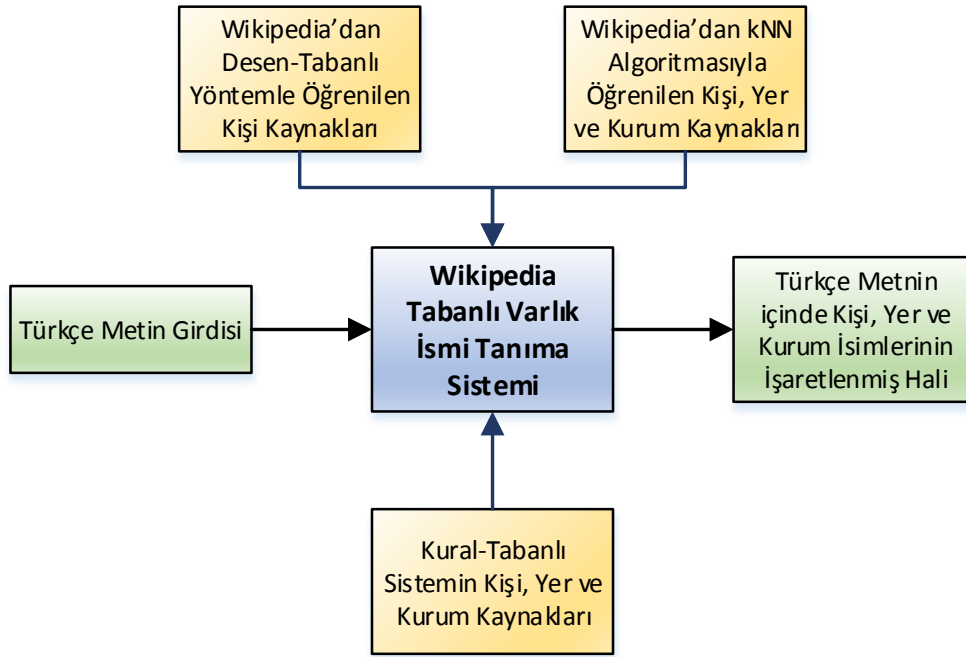 Wikipedia’dan
Desen-Tabanlı
Yöntemle Öğrenilen
Kişi Kaynakları
Wikipedia’dan kNN
Algoritmasıyla
Öğrenilen Kişi, Yer
ve Kurum Kaynakları
Türkçe Metin Girdisi
Wikipedia
Tabanlı Varlık
İsmi Tanıma
Sistemi
Türkçe Metnin
içinde Kişi, Yer ve
Kurum İsimlerinin
İşaretlenmiş Hali
Kural-Tabanlı
Sistemin Kişi, Yer ve
Kurum Kaynakları